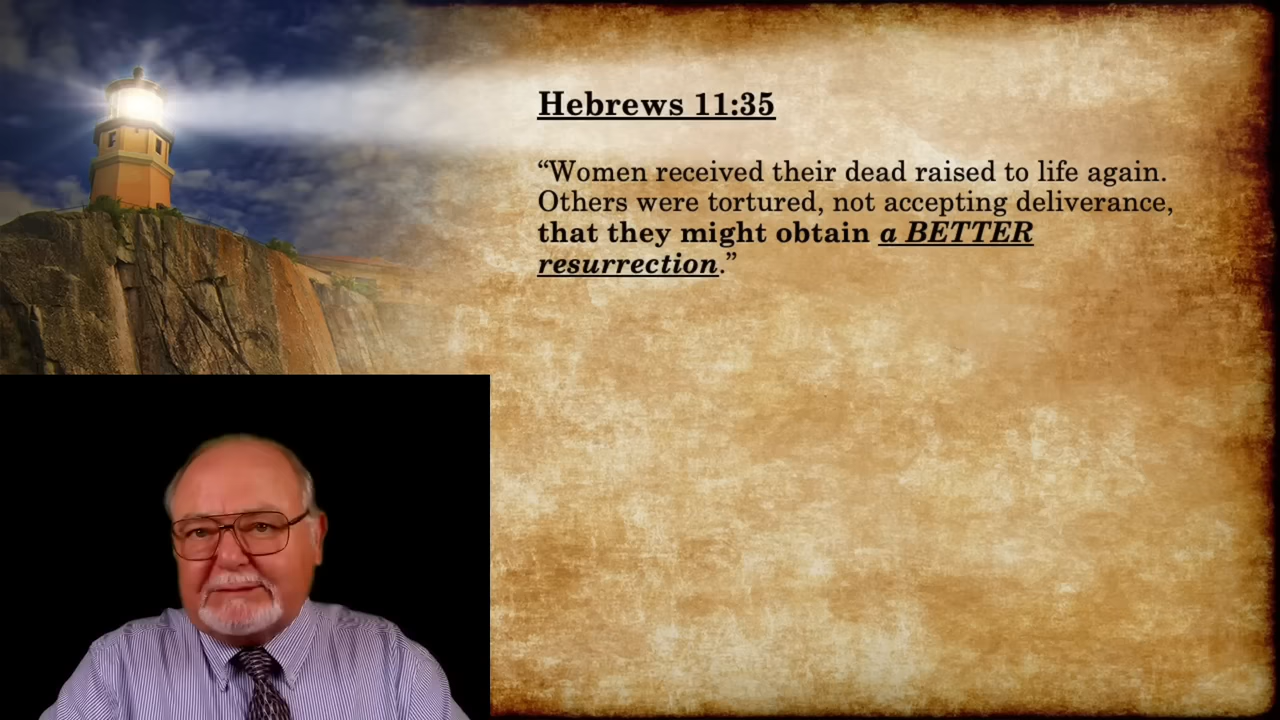 Hebrews 11:35
“Women received their dead raised to life again.
Others were tortured, not accepting deliverance,
that they might obtain a BETTER
resurrection.”